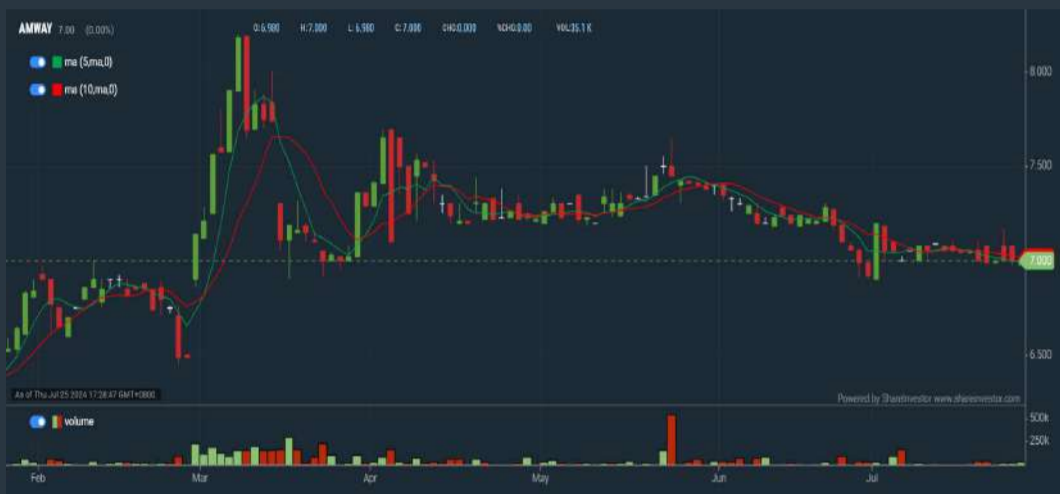 AMWAY 7.00 (0.00%) O:6.980 H:7.000 L:6.980 C:7.000 CHG:0.000 %CHG:0.00 VOL:35.1 K
ma (5,ma,0)
ma (10,ma,0)
8.000
7.500
7.000
6.500
As of Thu Jul 25 2024 17:28:47 GMT+0800
Powered by ShareInvestor www.shareinvestor.com
volume
500k
250k
Feb Mar Apr May Jun Jul